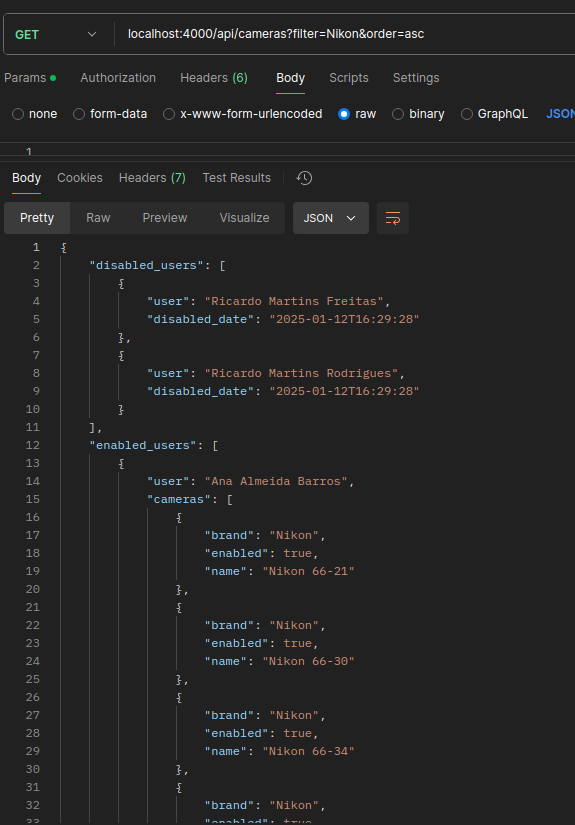 GET localhost:4000/api/cameras?filter=Nikon&order=asc
Params Authorization Headers (6) Body Scripts Settings
none form-data x-www-form-urlencoded raw binary GraphQL JSON
1
Body Cookies Headers (7) Test Results
Pretty Raw Preview Visualize JSON
1 {
2 "disabled_users": [
3 {
4 "user": "Ricardo Martins Freitas",
5 "disabled_date": "2025-01-12T16:29:28"
6 },
7 {
8 "user": "Ricardo Martins Rodrigues",
9 "disabled_date": "2025-01-12T16:29:28"
10 }
11 ],
12 "enabled_users": [
13 {
14 "user": "Ana Almeida Barros",
15 "cameras": [
16 {
17 "brand": "Nikon",
18 "enabled": true,
19 "name": "Nikon 66-21"
20 },
21 {
22 "brand": "Nikon",
23 "enabled": true,
24 "name": "Nikon 66-30"
25 },
26 {
27 "brand": "Nikon",
28 "enabled": true,
29 "name": "Nikon 66-34"
30 },
31 {
32 "brand": "Nikon",
33 "enabled": true,